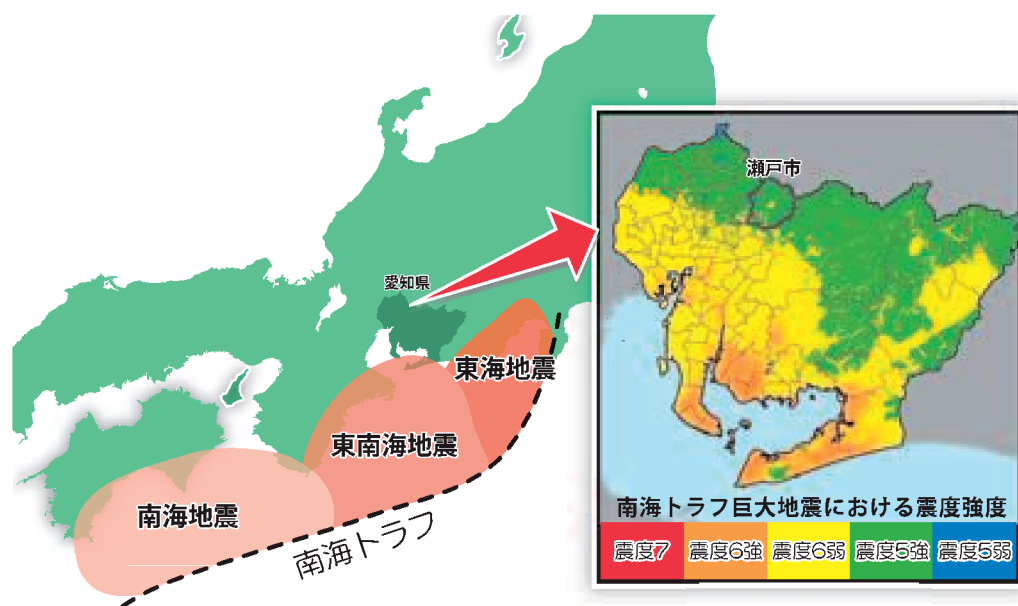 愛知県
東海地震
東南海地震
南海地震
南海トラフ
瀬戸市
南海トラフ巨大地震における震度強度
震度7 震度6強 震度6弱 震度5強 震度5弱